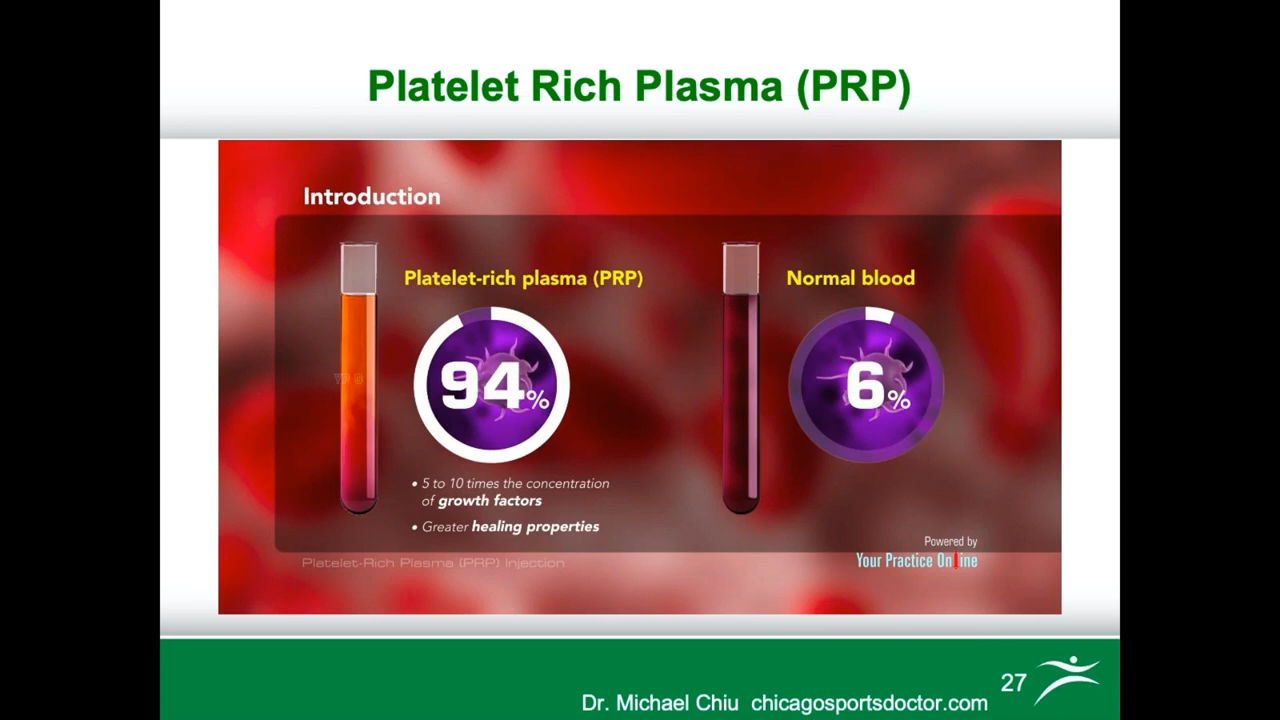 Platelet Rich Plasma (PRP)
Introduction
Platelet-rich plasma (PRP)
94%
• 5 to 10 times the concentration
of growth factors
• Greater healing properties
Normal blood
6%
Powered by
Your Practice Online
Platelet-Rich Plasma (PRP) Injection
27
Dr. Michael Chiu chicagosportsdoctor.com